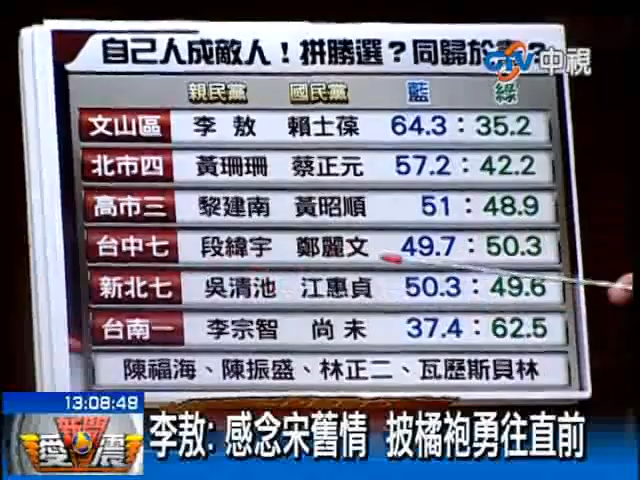 自己人成敵人！拼勝選？同歸於盡？
CTV中視
親民黨 國民黨 藍 綠
文山區 李敖 賴士葆 64.3：35.2
北市四 黃珊珊 蔡正元 57.2：42.2
高市三 黎建南 黃昭順 51：48.9
台中七 段緯宇 鄭麗文 49.7：50.3
新北七 吳清池 江惠貞 50.3：49.6
台南一 李宗智 尚未 37.4：62.5
陳福海、陳振盛、林正二、瓦歷斯貝林
13:08:48
李敖：感念宋舊情 披橘袍勇往直前